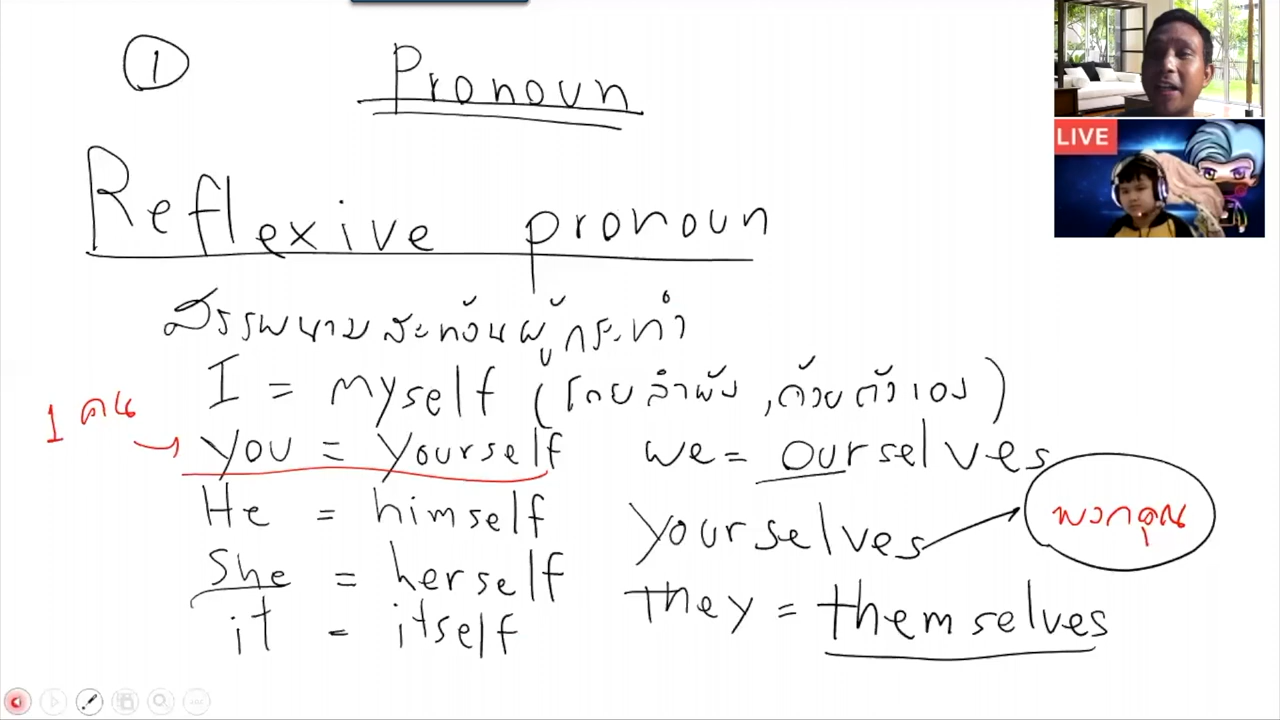 1
Pronoun
LIVE
Reflexive pronoun
สรรพนามสะท้อนผู้กระทำ
I = myself (โดยลำพัง, ด้วยตัวเอง)
1 คน
you = yourself
we = ourselves
He = himself
yourselves
พวกคุณ
She = herself
They = themselves
it = itself